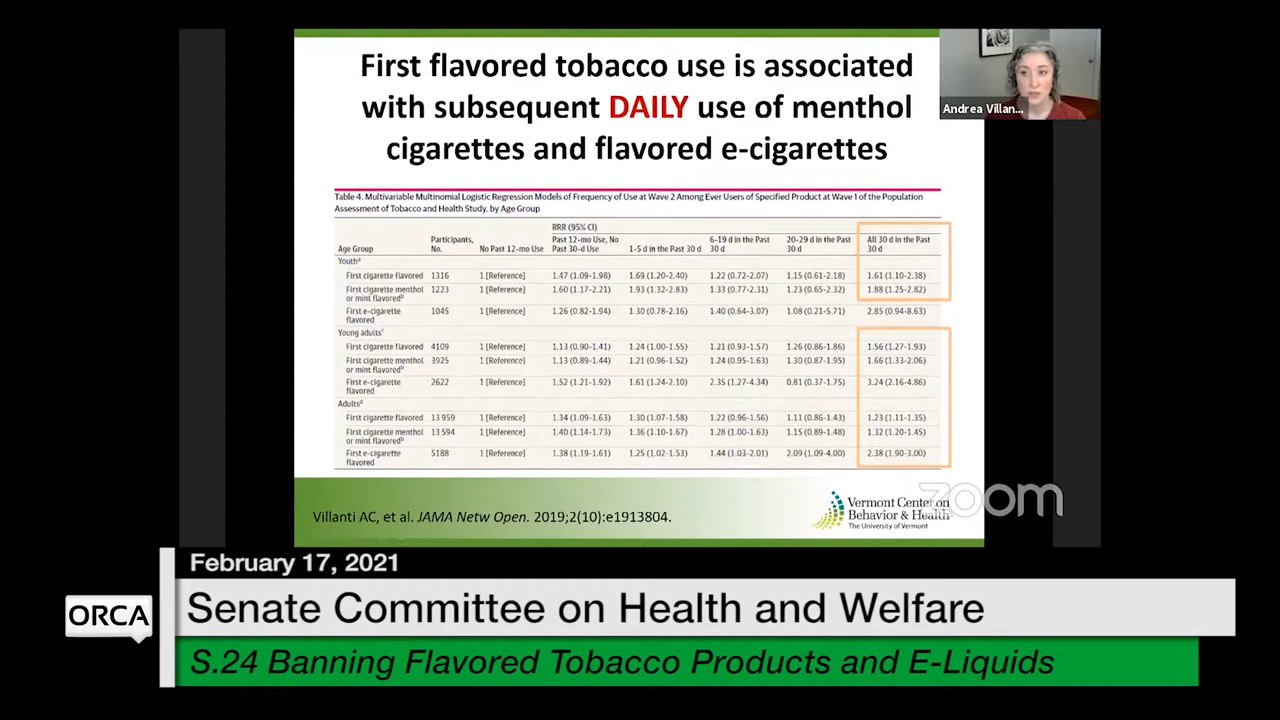 First flavored tobacco use is associated
with subsequent DAILY use of menthol
cigarettes and flavored e-cigarettes
Andrea Villan...
Table 4. Multivariable Multinomial Logistic Regression Models of Frequency of Use at Wave 2 Among Ever Users of Specified Product at Wave 1 of the Population
Assessment of Tobacco and Health Study, by Age Group
RRR (95% CI)
Age Group Participants, No. No Past 12-mo Use Past 12-mo Use, No Past 30-d Use 1-5 d in the Past 30 d 6-19 d in the Past 30 d 20-29 d in the Past 30 d All 30 d in the Past 30 d
Youthᵃ
First cigarette flavored 1316 1 [Reference] 1.47 (1.09-1.98) 1.69 (1.20-2.40) 1.22 (0.72-2.07) 1.15 (0.61-2.18) 1.61 (1.10-2.38)
First cigarette menthol or mint flavoredᵇ 1223 1 [Reference] 1.60 (1.17-2.21) 1.93 (1.32-2.83) 1.33 (0.77-2.31) 1.23 (0.65-2.32) 1.88 (1.25-2.82)
First e-cigarette flavored 1045 1 [Reference] 1.26 (0.82-1.94) 1.30 (0.78-2.16) 1.40 (0.64-3.07) 1.08 (0.21-5.71) 2.85 (0.94-8.63)
Young adultsᶜ
First cigarette flavored 4109 1 [Reference] 1.13 (0.90-1.41) 1.24 (1.00-1.55) 1.21 (0.93-1.57) 1.26 (0.86-1.86) 1.56 (1.27-1.93)
First cigarette menthol or mint flavoredᵇ 3925 1 [Reference] 1.13 (0.89-1.44) 1.21 (0.96-1.52) 1.24 (0.95-1.63) 1.30 (0.87-1.95) 1.66 (1.33-2.06)
First e-cigarette flavored 2622 1 [Reference] 1.52 (1.21-1.92) 1.61 (1.24-2.10) 2.35 (1.27-4.34) 0.81 (0.37-1.75) 3.24 (2.16-4.86)
Adultsᵈ
First cigarette flavored 13 959 1 [Reference] 1.34 (1.09-1.63) 1.30 (1.07-1.58) 1.22 (0.96-1.56) 1.11 (0.86-1.43) 1.23 (1.11-1.35)
First cigarette menthol or mint flavoredᵇ 13 594 1 [Reference] 1.40 (1.14-1.73) 1.36 (1.10-1.67) 1.28 (1.00-1.63) 1.15 (0.89-1.48) 1.32 (1.20-1.45)
First e-cigarette flavored 5188 1 [Reference] 1.38 (1.19-1.61) 1.25 (1.02-1.53) 1.44 (1.03-2.01) 2.09 (1.09-4.00) 2.38 (1.90-3.00)
Villanti AC, et al. JAMA Netw Open. 2019;2(10):e1913804.
Vermont Center on
Behavior & Health
The University of Vermont
zoom
February 17, 2021
ORCA
Senate Committee on Health and Welfare
S.24 Banning Flavored Tobacco Products and E-Liquids